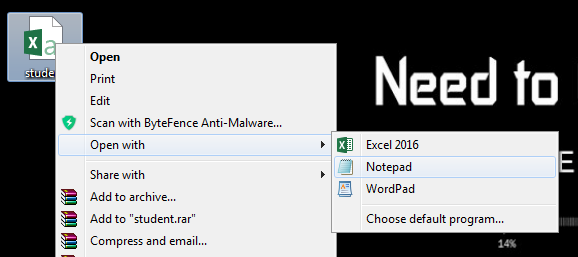 stude
Open
Print
Edit
Scan with ByteFence Anti-Malware...
Open with
Share with
Add to archive...
Add to "student.rar"
Compress and email...
Excel 2016
Notepad
WordPad
Choose default program...
Need to
E
14%